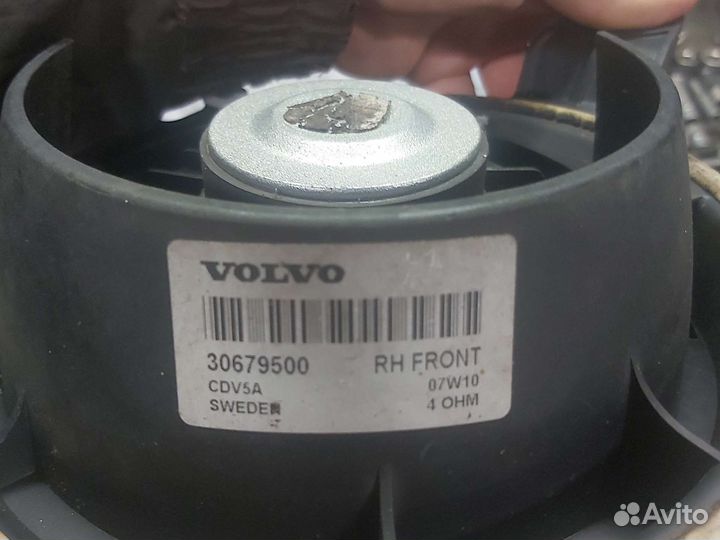 VOLVO
30679500 RH FRONT
CDV5A 07W10
SWEDEN 4 OHM
Avito